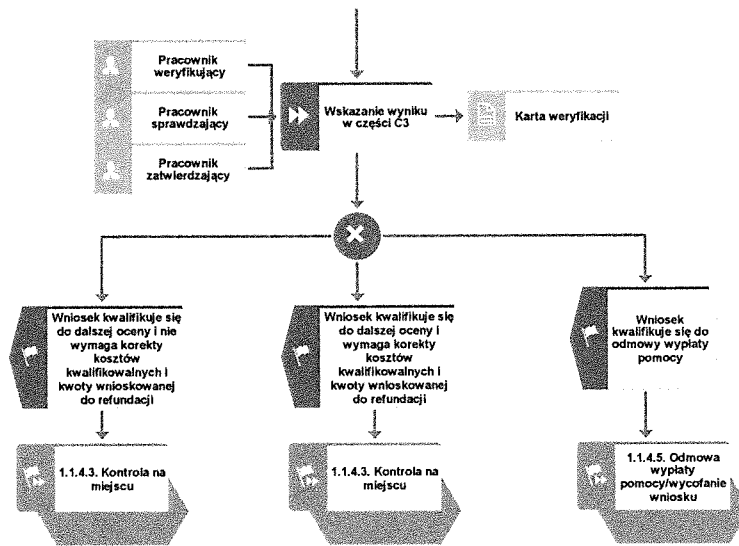 Pracownik
weryfikujący
Pracownik
sprawdzający
Pracownik
zatwierdzający
Wskazanie wyniku
w części C3
Karta weryfikacji
Wniosek kwalifikuje się
do dalszej oceny i nie
wymaga korekty
kosztów
kwalifikowalnych i
kwoty wnioskowanej
do refundacji
Wniosek kwalifikuje się
do dalszej oceny i
wymaga korekty
kosztów
kwalifikowalnych i
kwoty wnioskowanej
do refundacji
Wniosek
kwalifikuje się do
odmowy wypłaty
pomocy
1.1.4.3. Kontrola na
miejscu
1.1.4.3. Kontrola na
miejscu
1.1.4.5. Odmowa
wypłaty
pomocy/wycofanie
wniosku